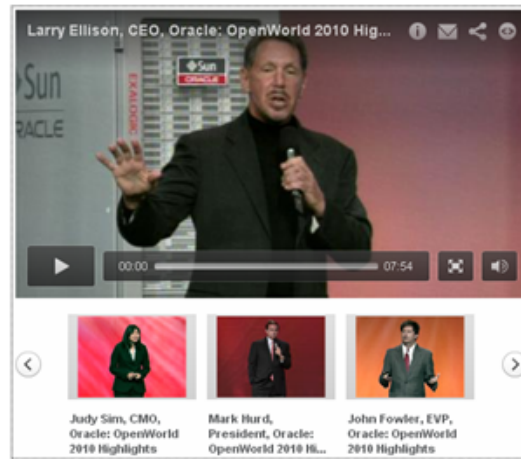 Larry Ellison, CEO, Oracle: OpenWorld 2010 Hig...
Sun
ORACLE
Sun
ORACLE
EXALOGIC
00:00
07:54
Judy Sim, CMO,
Oracle: OpenWorld
2010 Highlights
Mark Hurd,
President, Oracle:
OpenWorld 2010 Hi...
John Fowler, EVP,
Oracle: OpenWorld
2010 Highlights